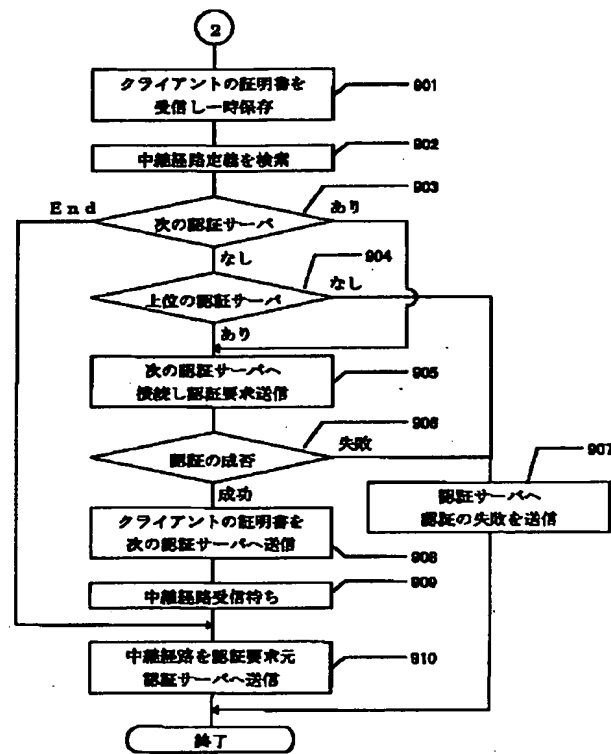 2
クライアントの証明書を
受信し一時保存
901
中継経路定義を検索
902
903
End
次の認証サーバ
あり
なし
904
上位の認証サーバ
なし
あり
次の認証サーバへ
接続し認証要求送信
905
906
認証の成否
失敗
成功
907
認証サーバへ
認証の失敗を送信
クライアントの証明書を
次の認証サーバへ送信
908
中継経路受信待ち
909
中継経路を認証要求元
認証サーバへ送信
910
終了